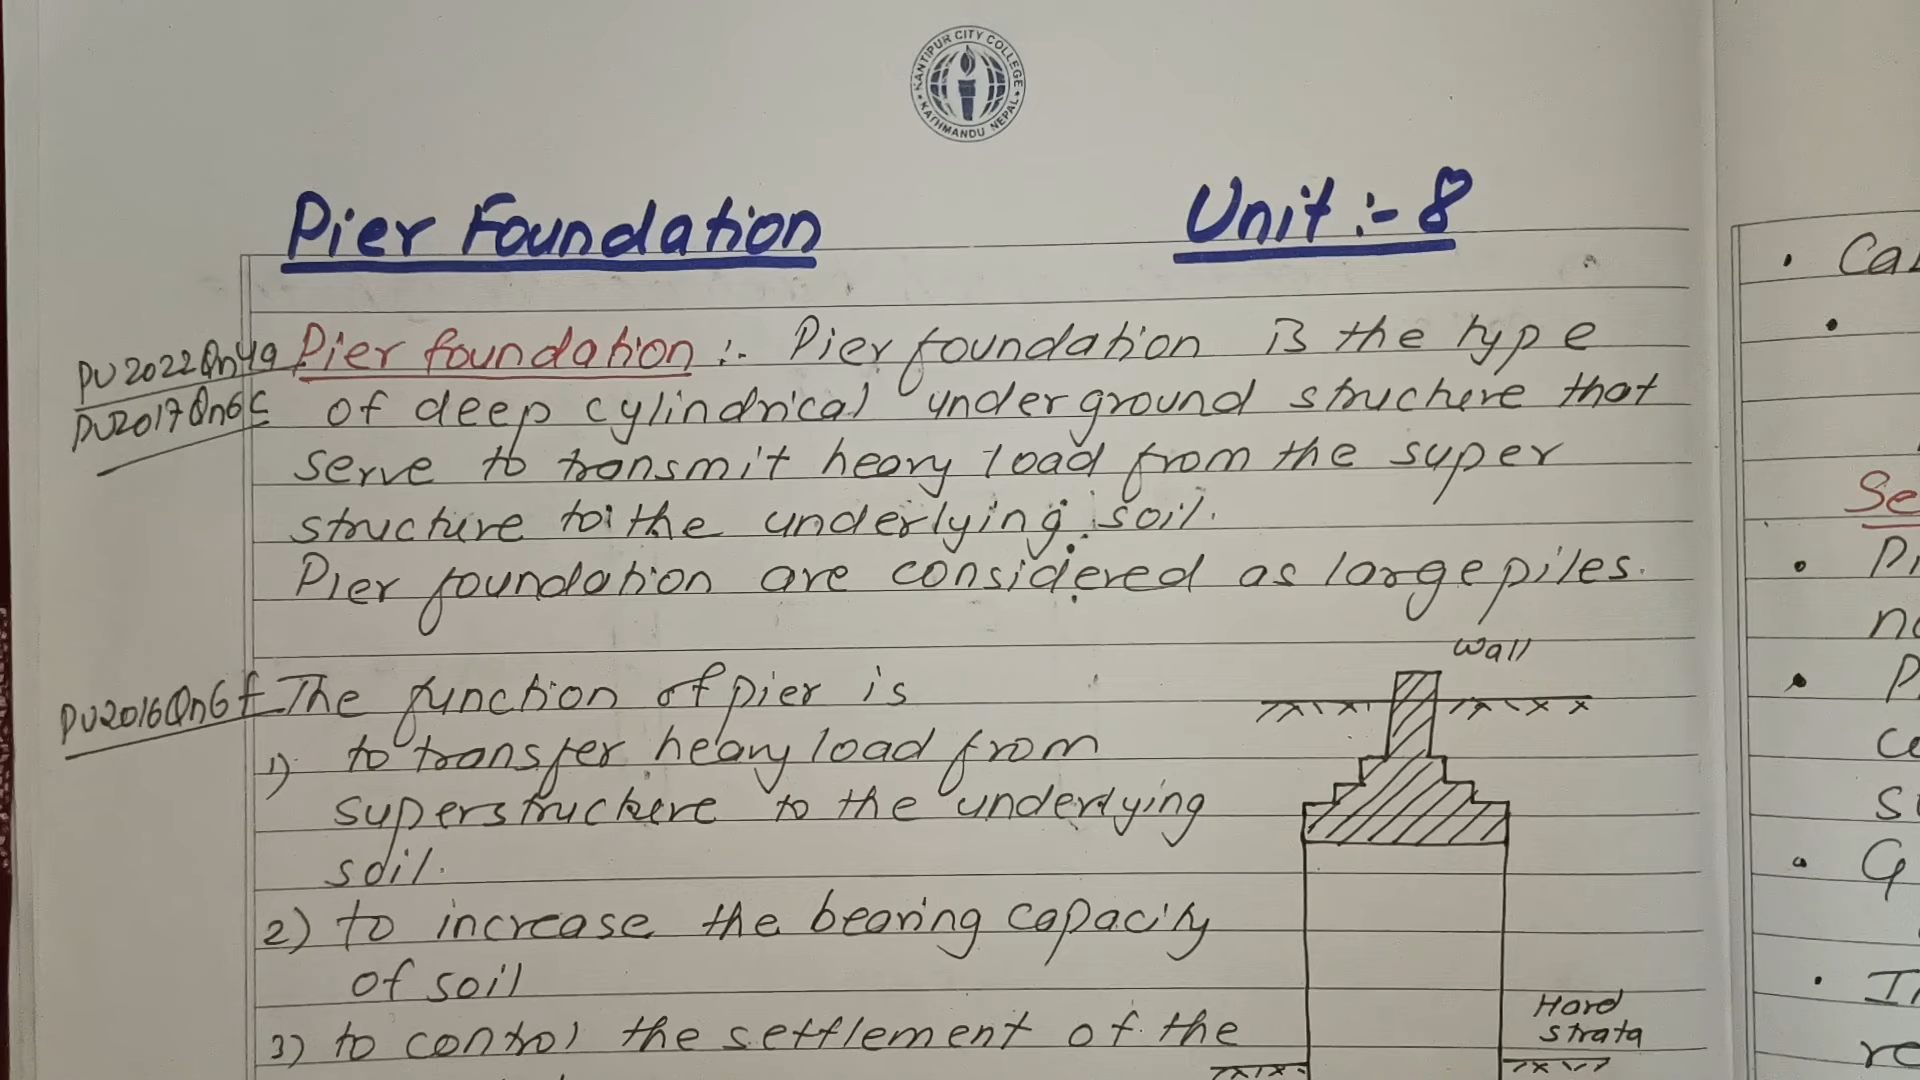 KANTIPUR CITY COLLEGE
KATHMANDU NEPAL
Pier Foundation
Unit :- 8
PU2022Qn4a
PU2017Qn6c
Pier foundation :- Pier foundation is the type
of deep cylindrical underground structure that
serve to transmit heavy load from the super
structure to the underlying soil.
Pier foundation are considered as large piles.
PU2016Qn6f
The function of pier is
1) to transfer heavy load from
superstructure to the underlying
soil.
2) to increase the bearing capacity
of soil
3) to control the settlement of the
Wall
Hard
strata
Se